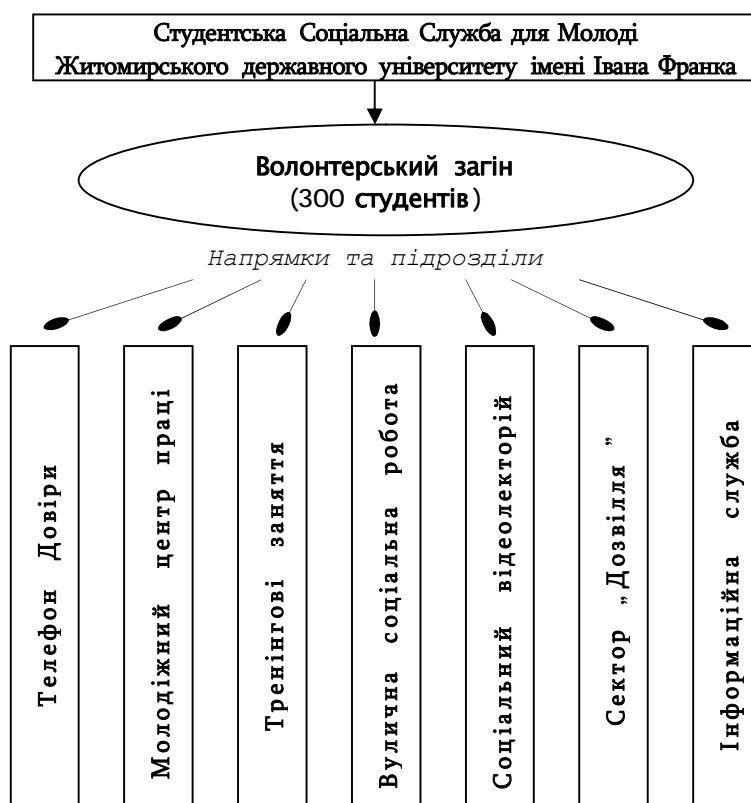 Студентська Соціальна Служба для Молоді
Житомирського державного університету імені Івана Франка
Волонтерський загін
(300 студентів)
Напрямки та підрозділи
Телефон Довіри
Молодіжний центр праці
Тренінгові заняття
Вулична соціальна робота
Соціальний відеолекторій
Сектор „Дозвілля ”
Інформаційна служба